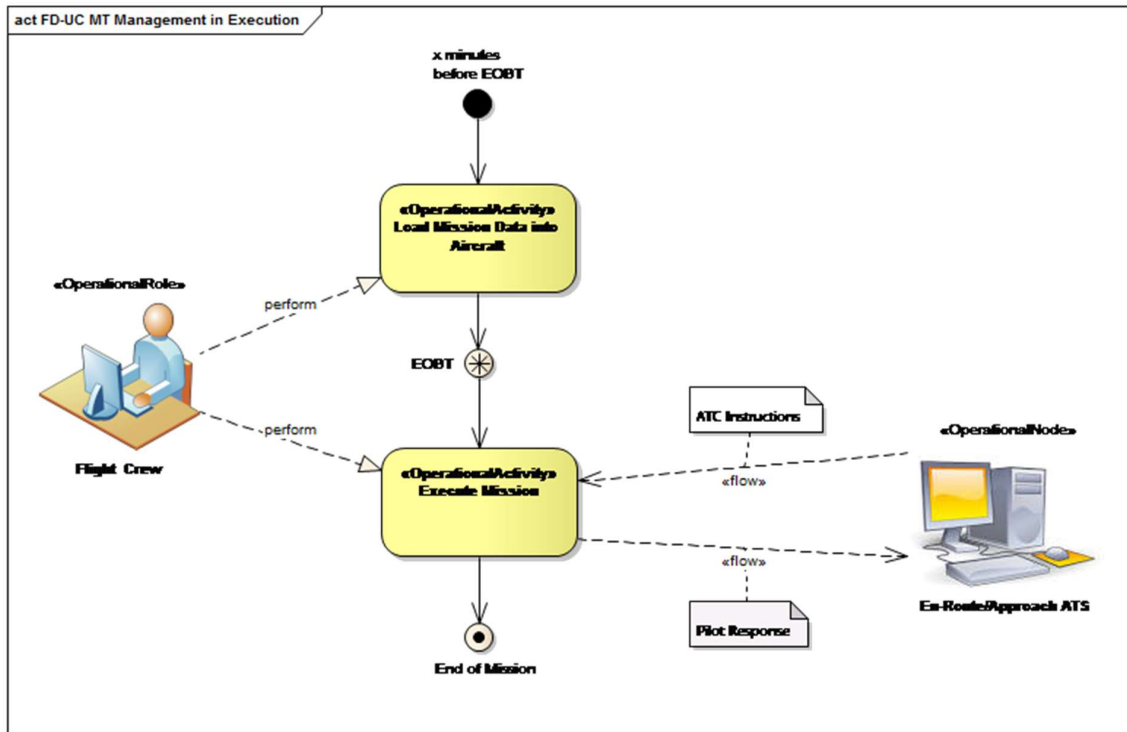 act FD-UC MT Management in Execution
x minutes
before EOBT
«OperationalActivity»
Load Mission Data into
Aircraft
«OperationalRole»
perform
EOBT
perform
Flight Crew
ATC Instructions
«OperationalNode»
«OperationalActivity»
Execute Mission
«flow»
«flow»
En-Route/Approach ATS
Pilot Response
End of Mission